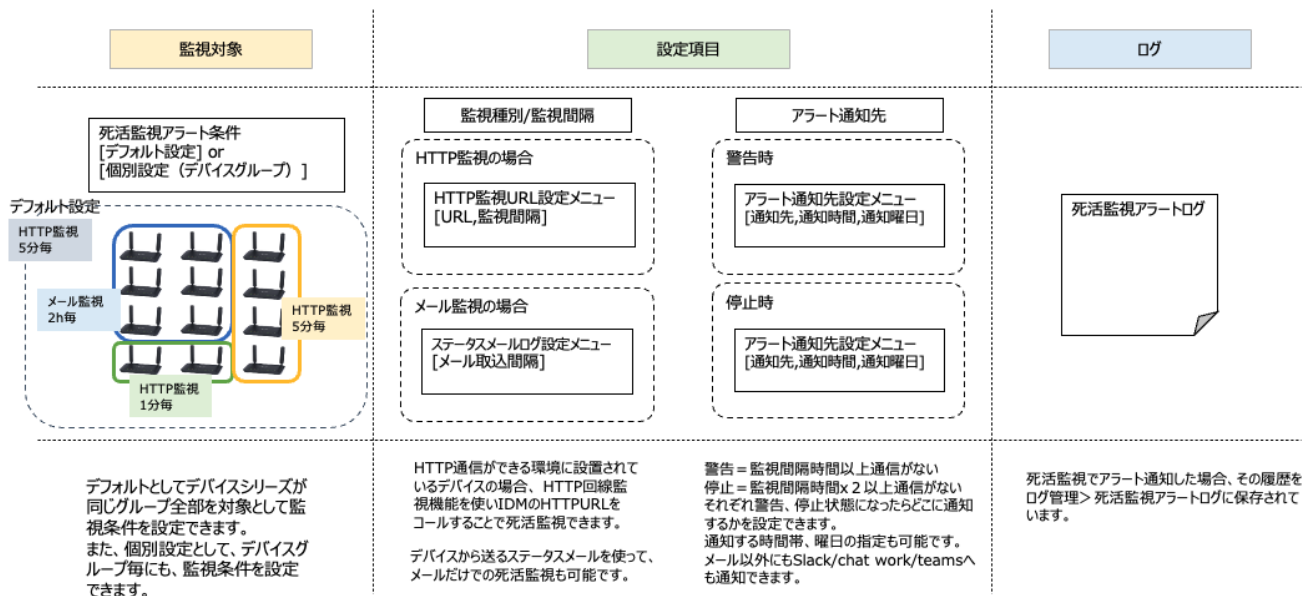 監視対象
設定項目
ログ
死活監視アラート条件
[デフォルト設定] or
[個別設定（デバイスグループ）]
デフォルト設定
HTTP監視
5分毎
メール監視
2h毎
HTTP監視
5分毎
HTTP監視
1分毎
監視種別/監視間隔
HTTP監視の場合
HTTP監視URL設定メニュー
[URL,監視間隔]
メール監視の場合
ステータスメールログ設定メニュー
[メール取込間隔]
アラート通知先
警告時
アラート通知先設定メニュー
[通知先,通知時間,通知曜日]
停止時
アラート通知先設定メニュー
[通知先,通知時間,通知曜日]
死活監視アラートログ
デフォルトとしてデバイスシリーズが
同じグループ全部を対象として監
視条件を設定できます。
また、個別設定として、デバイスグ
ループ毎にも、監視条件を設定
できます。
HTTP通信ができる環境に設置されて
いるデバイスの場合、HTTP回線監
視機能を使いIDMのHTTPURLを
コールすることで死活監視できます。
デバイスから送るステータスメールを使って、
メールだけでの死活監視も可能です。
警告＝監視間隔時間以上通信がない
停止＝監視間隔時間x２以上通信がない
それぞれ警告、停止状態になったらどこに通知
するかを設定できます。
通知する時間帯、曜日の指定も可能です。
メール以外にもSlack/chat work/teamsへ
も通知できます。
死活監視でアラート通知した場合、その履歴を
ログ管理＞死活監視アラートログに保存されて
います。